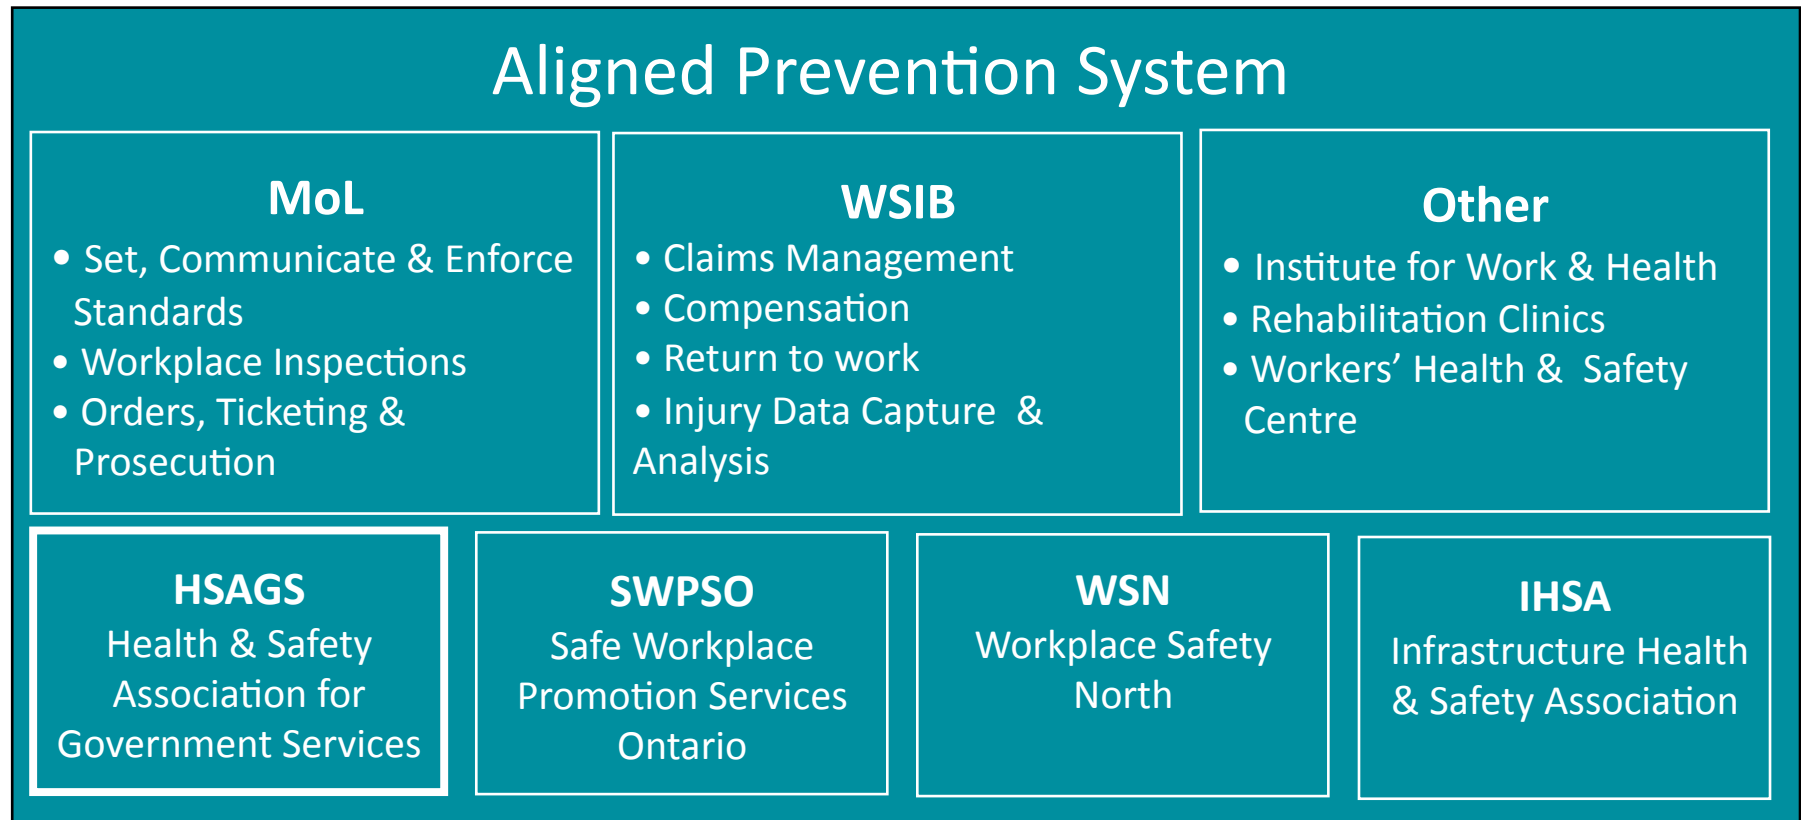 Aligned Prevention System
MoL
• Set, Communicate & Enforce
Standards
• Workplace Inspections
• Orders, Ticketing &
Prosecution
WSIB
• Claims Management
• Compensation
• Return to work
• Injury Data Capture &
Analysis
Other
• Institute for Work & Health
• Rehabilitation Clinics
• Workers’ Health & Safety
Centre
HSAGS
Health & Safety
Association for
Government Services
SWPSO
Safe Workplace
Promotion Services
Ontario
WSN
Workplace Safety
North
IHSA
Infrastructure Health
& Safety Association